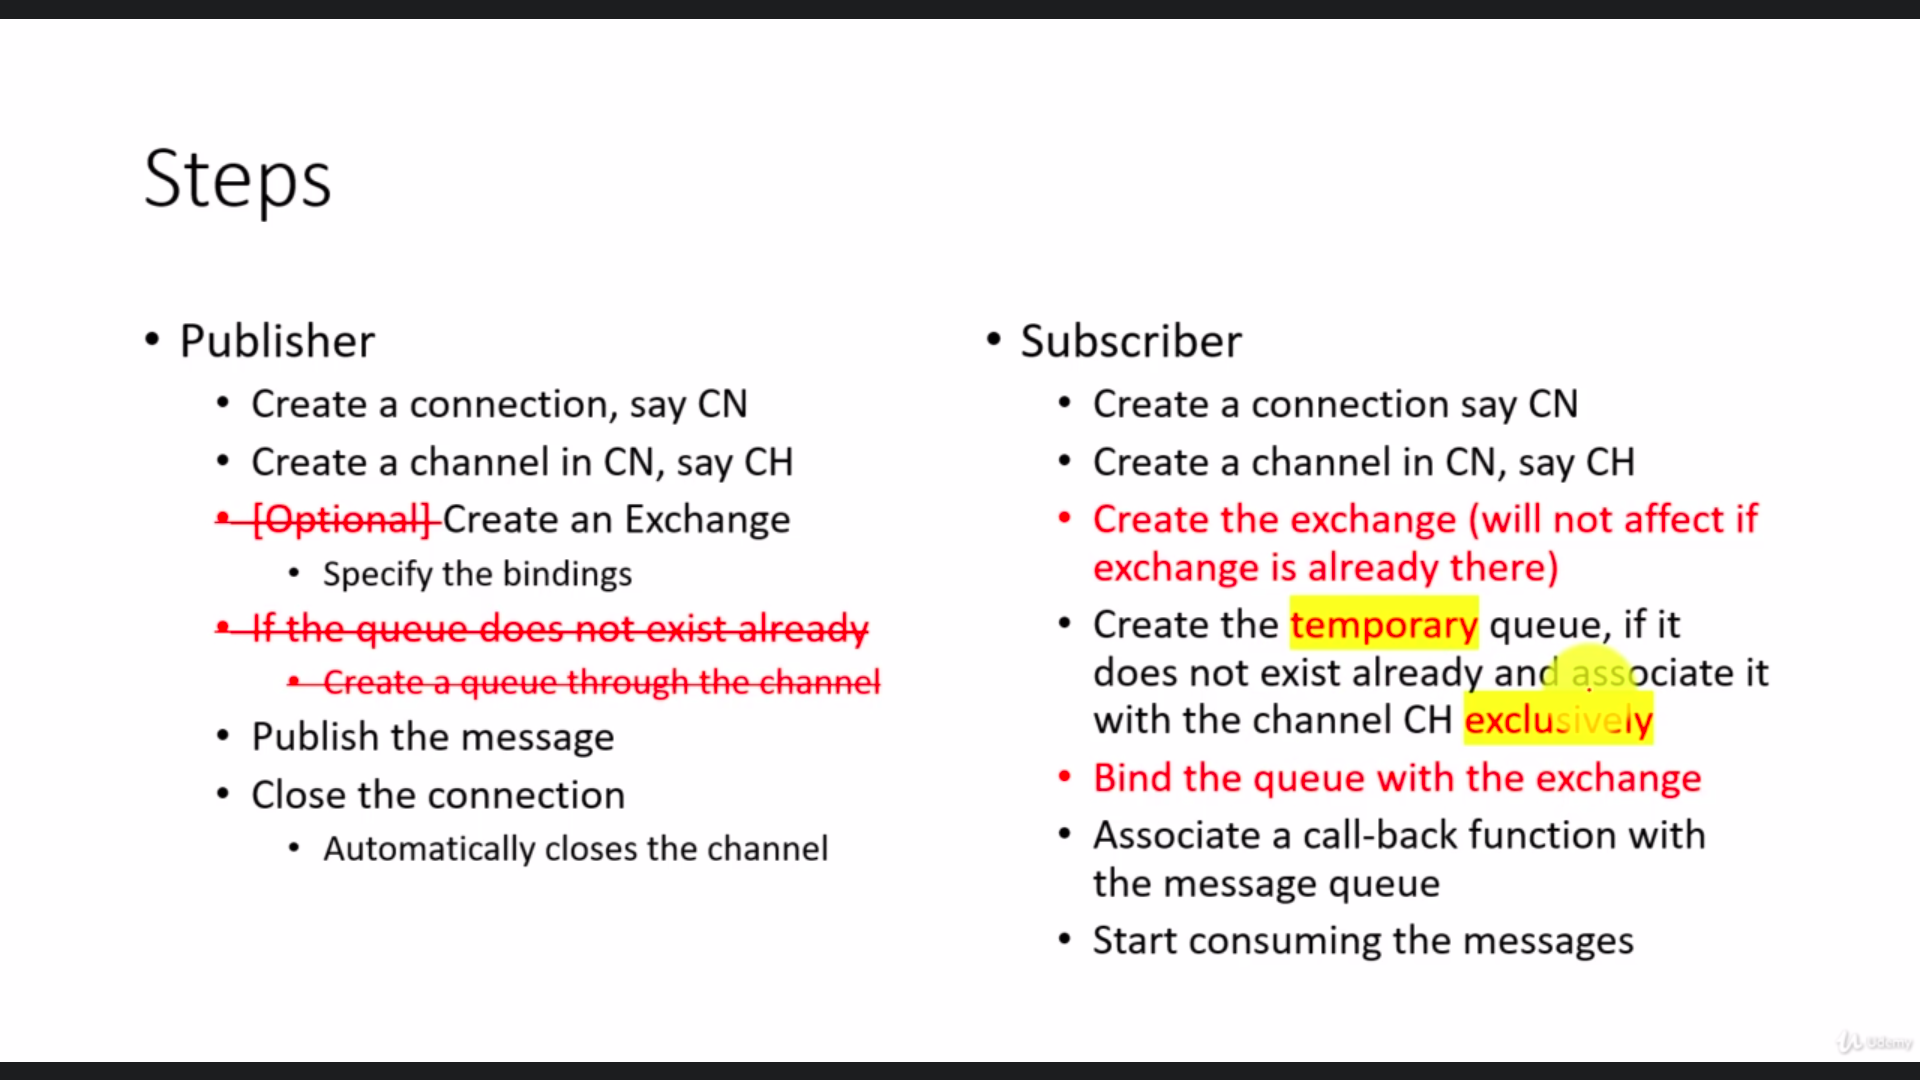 Steps
• Publisher
• Create a connection, say CN
• Create a channel in CN, say CH
• [Optional] Create an Exchange
• Specify the bindings
• If the queue does not exist already
• Create a queue through the channel
• Publish the message
• Close the connection
• Automatically closes the channel
• Subscriber
• Create a connection say CN
• Create a channel in CN, say CH
• Create the exchange (will not affect if
exchange is already there)
• Create the temporary queue, if it
does not exist already and associate it
with the channel CH exclusively
• Bind the queue with the exchange
• Associate a call-back function with
the message queue
• Start consuming the messages
Udemy